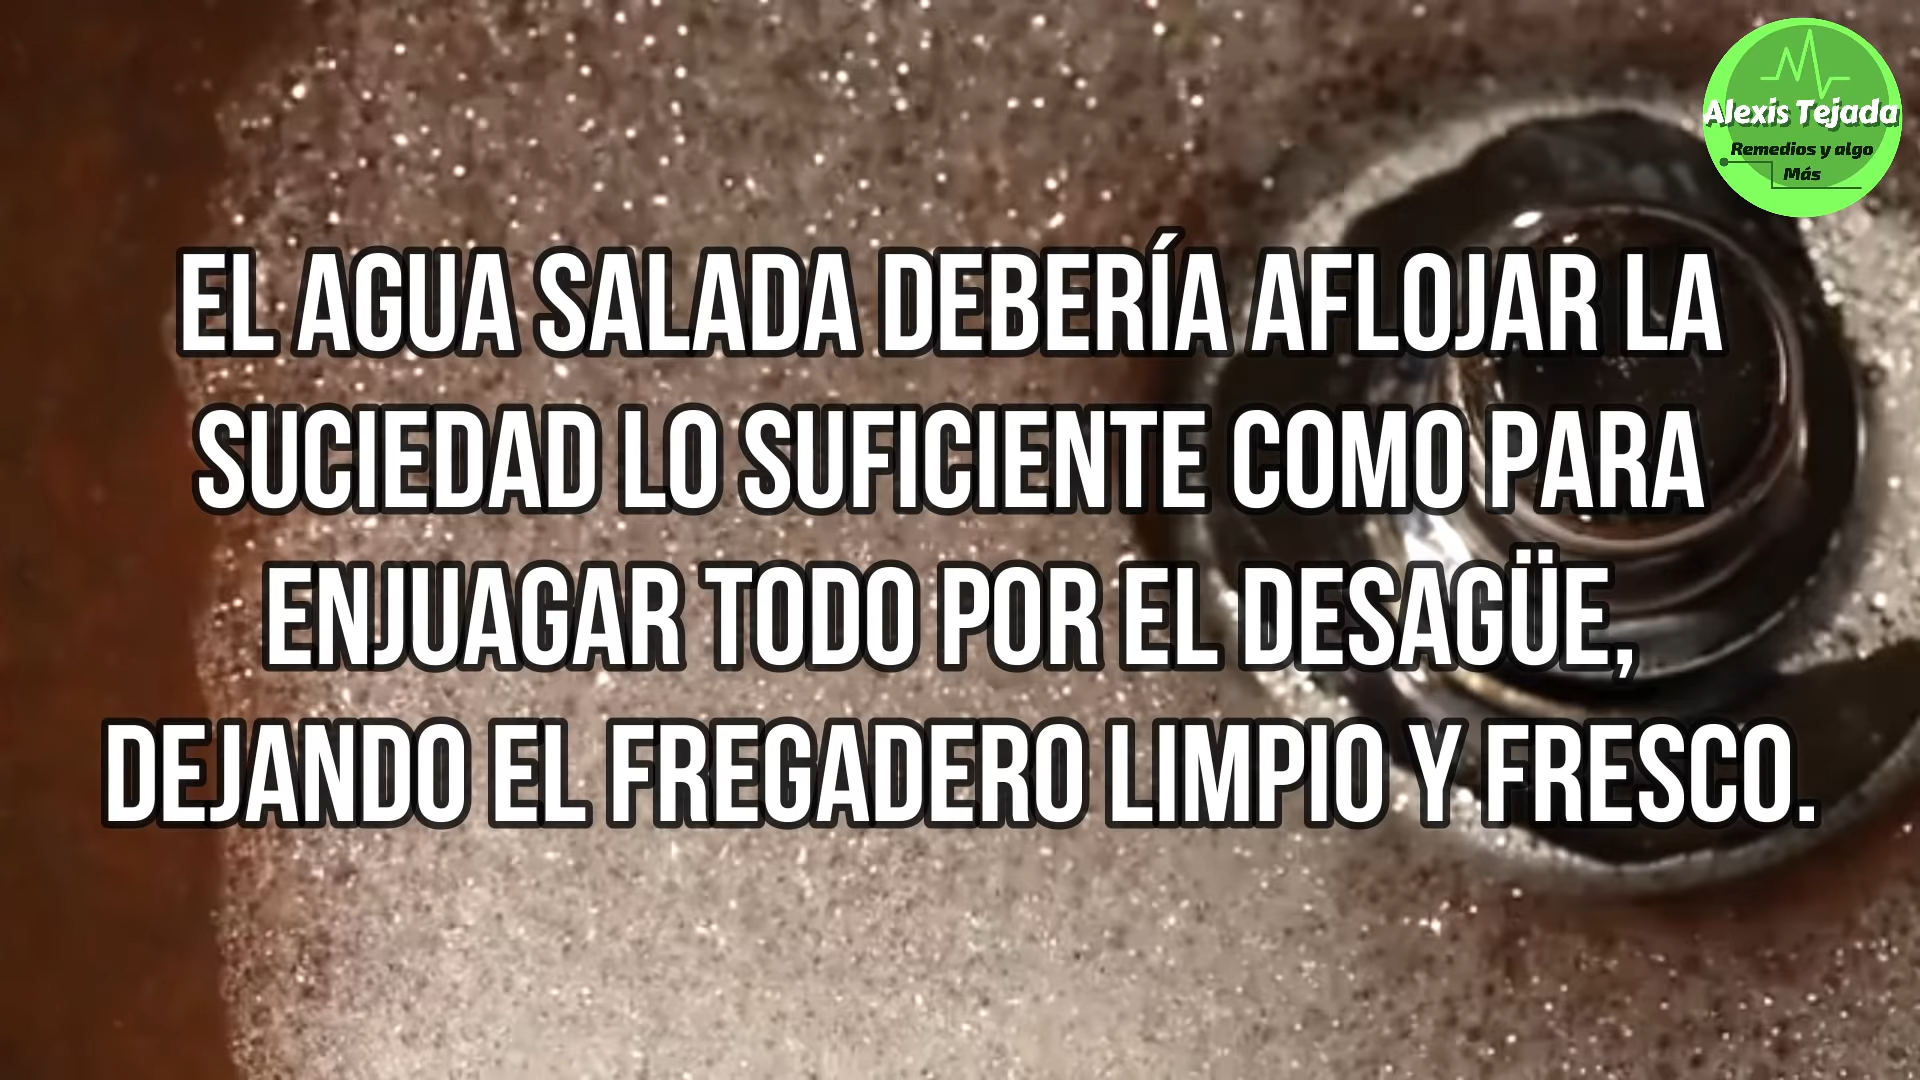 Alexis Tejada
Remedios y algo
Más
EL AGUA SALADA DEBERÍA AFLOJAR LA
SUCIEDAD LO SUFICIENTE COMO PARA
ENJUAGAR TODO POR EL DESAGÜE,
DEJANDO EL FREGADERO LIMPIO Y FRESCO.